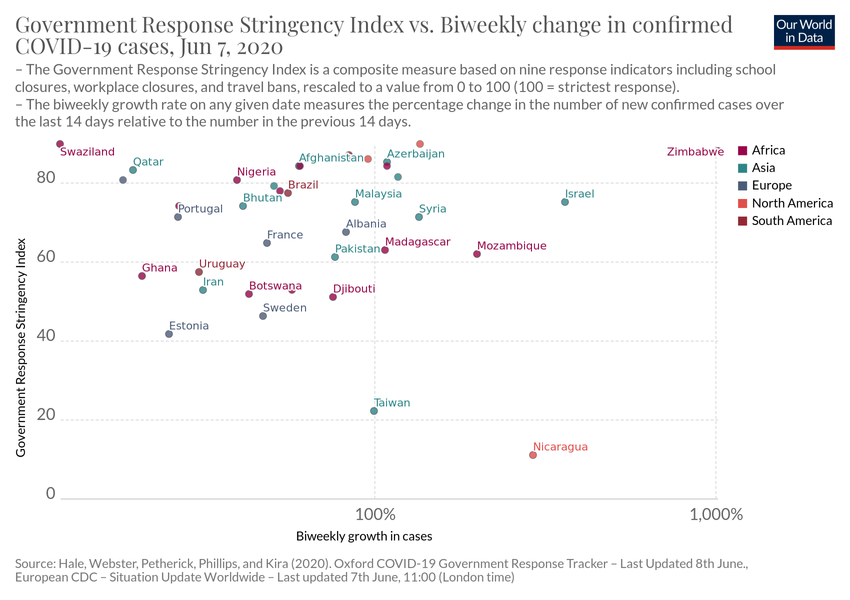 Government Response Stringency Index vs. Biweekly change in confirmed
COVID-19 cases, Jun 7, 2020
Our World
in Data
– The Government Response Stringency Index is a composite measure based on nine response indicators including school
closures, workplace closures, and travel bans, rescaled to a value from 0 to 100 (100 = strictest response).
– The biweekly growth rate on any given date measures the percentage change in the number of new confirmed cases over
the last 14 days relative to the number in the previous 14 days.
Swaziland
Qatar
Afghanistan
Azerbaijan
Zimbabwe
Africa
Asia
Europe
North America
South America
80
Nigeria
Brazil
Bhutan
Malaysia
Israel
Portugal
Syria
Albania
France
Pakistan
Madagascar
Mozambique
60
Ghana
Uruguay
Iran
Botswana
Djibouti
Sweden
Estonia
40
Taiwan
20
Nicaragua
0
Government Response Stringency Index
100%
1,000%
Biweekly growth in cases
Source: Hale, Webster, Petherick, Phillips, and Kira (2020). Oxford COVID-19 Government Response Tracker – Last Updated 8th June.,
European CDC – Situation Update Worldwide – Last updated 7th June, 11:00 (London time)